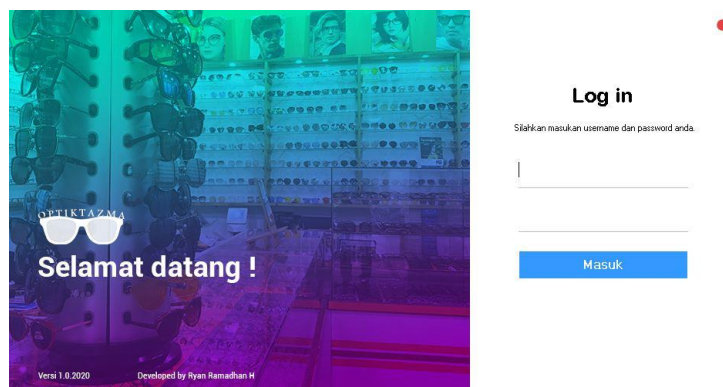 OPTIKTAZMA
Selamat datang !
Versi 1.0.2020
Developed by Ryan Ramadhan H
Log in
Silahkan masukan username dan password anda.
Masuk